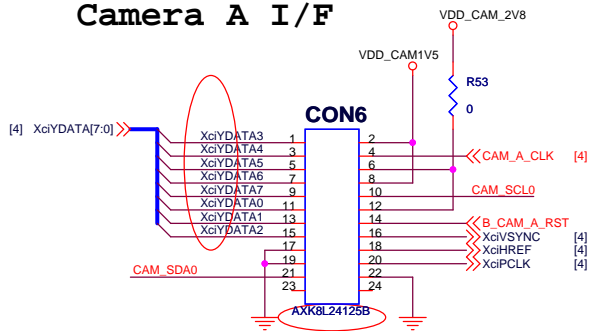 Camera A I/F
VDD_CAM_2V8
VDD_CAM1V5
R53
0
CON6
[4] XciYDATA[7:0]
XciYDATA3 1 2
XciYDATA4 3 4 CAM_A_CLK [4]
XciYDATA5 5 6
XciYDATA6 7 8
XciYDATA7 9 10 CAM_SCL0
XciYDATA0 11 12
XciYDATA1 13 14 B_CAM_A_RST
XciYDATA2 15 16 XciVSYNC [4]
17 18 XciHREF [4]
19 20 XciPCLK [4]
CAM_SDA0 21 22
23 24
AXK8L24125B